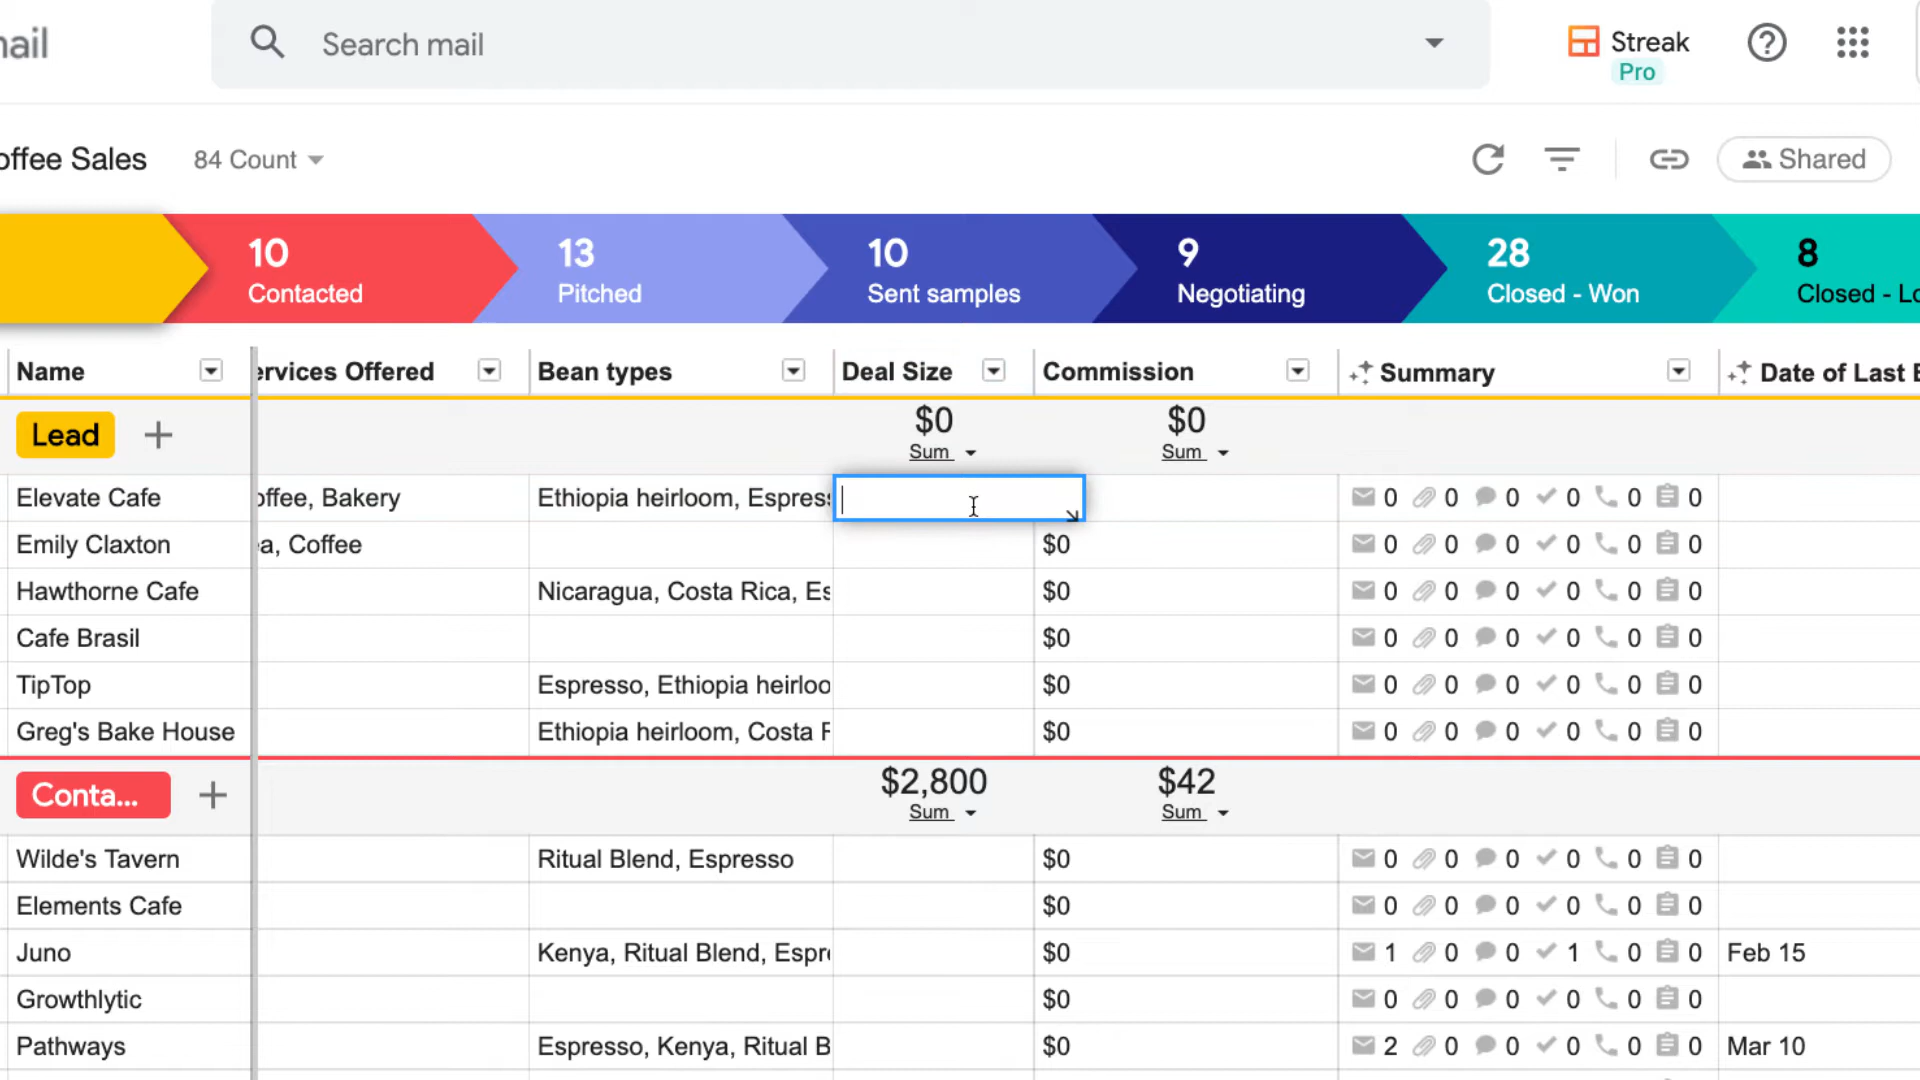 mail
Search mail
Streak
Pro
offee Sales
84 Count
Shared
10
Contacted
13
Pitched
10
Sent samples
9
Negotiating
28
Closed - Won
8
Closed - Lo
Name
ervices Offered
Bean types
Deal Size
Commission
Summary
Date of Last E
Lead
$0
Sum
$0
Sum
Elevate Cafe offee, Bakery Ethiopia heirloom, Espress 0 0 0 0 0 0
Emily Claxton ea, Coffee $0 0 0 0 0 0 0
Hawthorne Cafe Nicaragua, Costa Rica, Es $0 0 0 0 0 0 0
Cafe Brasil $0 0 0 0 0 0 0
TipTop Espresso, Ethiopia heirloo $0 0 0 0 0 0 0
Greg's Bake House Ethiopia heirloom, Costa R $0 0 0 0 0 0 0
Conta...
$2,800
Sum
$42
Sum
Wilde's Tavern Ritual Blend, Espresso $0 0 0 0 0 0 0
Elements Cafe $0 0 0 0 0 0 0
Juno Kenya, Ritual Blend, Espre $0 1 0 0 1 0 0 Feb 15
Growthlytic $0 0 0 0 0 0 0
Pathways Espresso, Kenya, Ritual B $0 2 0 0 0 0 0 Mar 10